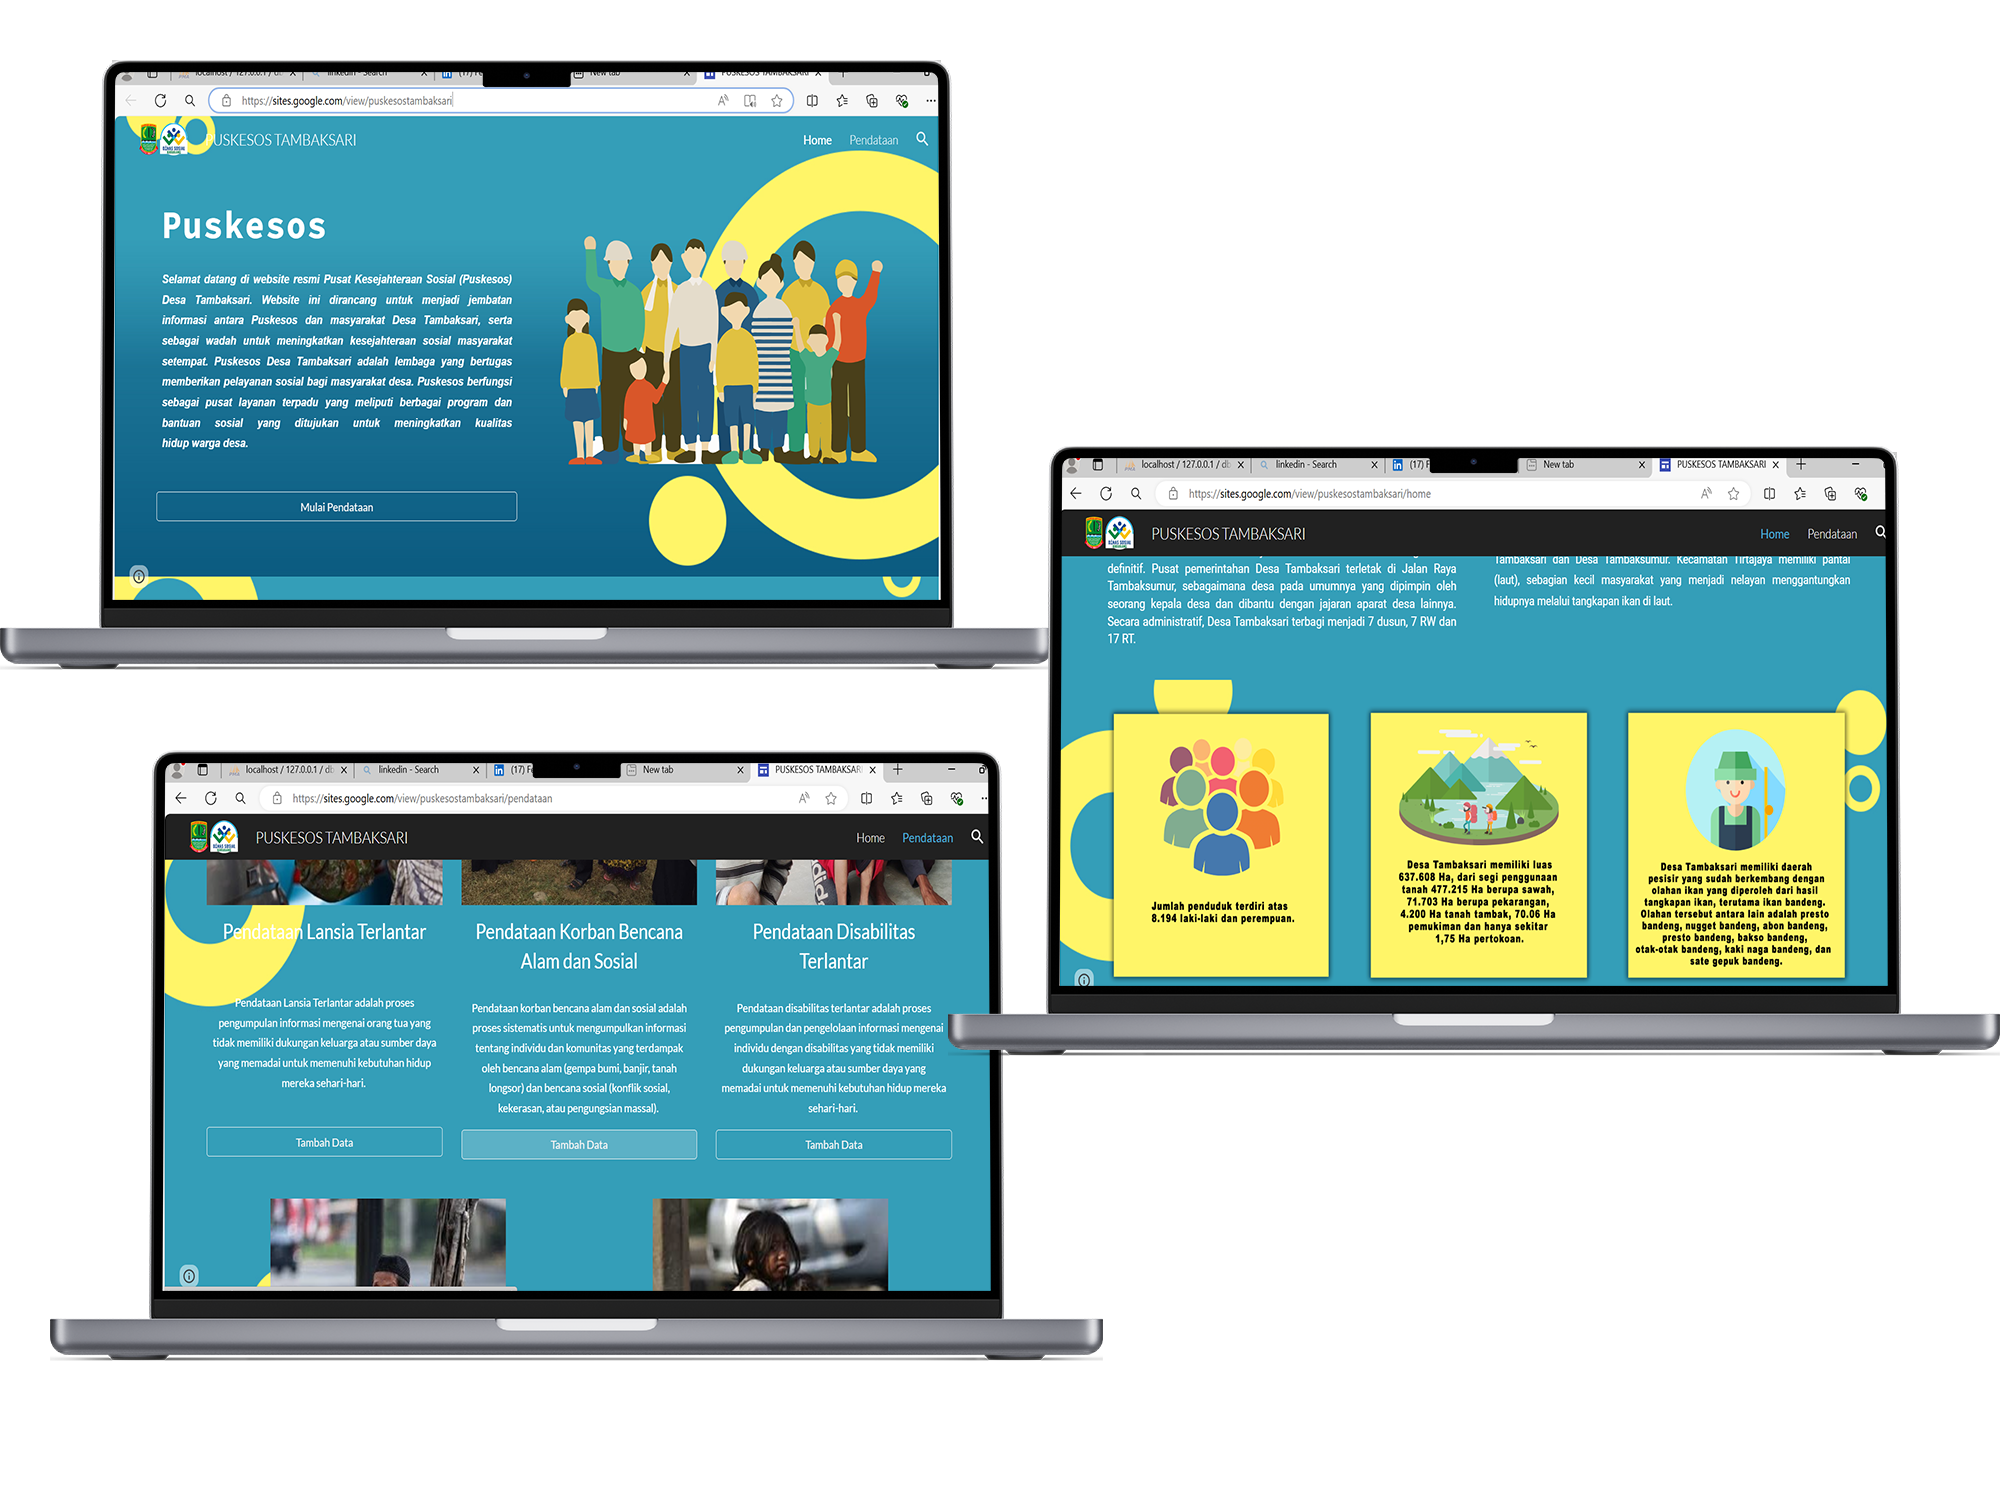 localhost / 127.0.0.1 / db
linkedin - Search
(17) F
New tab
PUSKESOS TAMBAKSARI
https://sites.google.com/view/puskesostambaksari
PUSKESOS TAMBAKSARI
Home
Pendataan
Puskesos
Selamat datang di website resmi Pusat Kesejahteraan Sosial (Puskesos)
Desa Tambaksari. Website ini dirancang untuk menjadi jembatan
informasi antara Puskesos dan masyarakat Desa Tambaksari, serta
sebagai wadah untuk meningkatkan kesejahteraan sosial masyarakat
setempat. Puskesos Desa Tambaksari adalah lembaga yang bertugas
memberikan pelayanan sosial bagi masyarakat desa. Puskesos berfungsi
sebagai pusat layanan terpadu yang meliputi berbagai program dan
bantuan sosial yang ditujukan untuk meningkatkan kualitas
hidup warga desa.
Mulai Pendataan
localhost / 127.0.0.1 / db
linkedin - Search
(17) F
New tab
PUSKESOS TAMBAKSARI
https://sites.google.com/view/puskesostambaksari/home
PUSKESOS TAMBAKSARI
Home
Pendataan
definitif. Pusat pemerintahan Desa Tambaksari terletak di Jalan Raya
Tambaksumur, sebagaimana desa pada umumnya yang dipimpin oleh
seorang kepala desa dan dibantu dengan jajaran aparat desa lainnya.
Secara administratif, Desa Tambaksari terbagi menjadi 7 dusun, 7 RW dan
17 RT.
Tambaksari dan Desa Tambaksumur. Kecamatan Tirtajaya memiliki pantai
(laut), sebagian kecil masyarakat yang menjadi nelayan menggantungkan
hidupnya melalui tangkapan ikan di laut.
Jumlah penduduk terdiri atas
8.194 laki-laki dan perempuan.
Desa Tambaksari memiliki luas
637.608 Ha, dari segi penggunaan
tanah 477.215 Ha berupa sawah,
71.703 Ha berupa pekarangan,
4.200 Ha tanah tambak, 70.06 Ha
pemukiman dan hanya sekitar
1,75 Ha pertokoan.
Desa Tambaksari memiliki daerah
pesisir yang sudah berkembang dengan
olahan ikan yang diperoleh dari hasil
tangkapan ikan, terutama ikan bandeng.
Olahan tersebut antara lain adalah presto
bandeng, nugget bandeng, abon bandeng,
presto bandeng, bakso bandeng,
otak-otak bandeng, kaki naga bandeng, dan
sate gepuk bandeng.
localhost / 127.0.0.1 / db
linkedin - Search
(17) F
New tab
PUSKESOS TAMBAKSARI
https://sites.google.com/view/puskesostambaksari/pendataan
PUSKESOS TAMBAKSARI
Home
Pendataan
Pendataan Lansia Terlantar
Pendataan Lansia Terlantar adalah proses
pengumpulan informasi mengenai orang tua yang
tidak memiliki dukungan keluarga atau sumber daya
yang memadai untuk memenuhi kebutuhan hidup
mereka sehari-hari.
Tambah Data
Pendataan Korban Bencana
Alam dan Sosial
Pendataan korban bencana alam dan sosial adalah
proses sistematis untuk mengumpulkan informasi
tentang individu dan komunitas yang terdampak
oleh bencana alam (gempa bumi, banjir, tanah
longsor) dan bencana sosial (konflik sosial,
kekerasan, atau pengungsian massal).
Tambah Data
Pendataan Disabilitas
Terlantar
Pendataan disabilitas terlantar adalah proses
pengumpulan dan pengelolaan informasi mengenai
individu dengan disabilitas yang tidak memiliki
dukungan keluarga atau sumber daya yang
memadai untuk memenuhi kebutuhan hidup mereka
sehari-hari.
Tambah Data